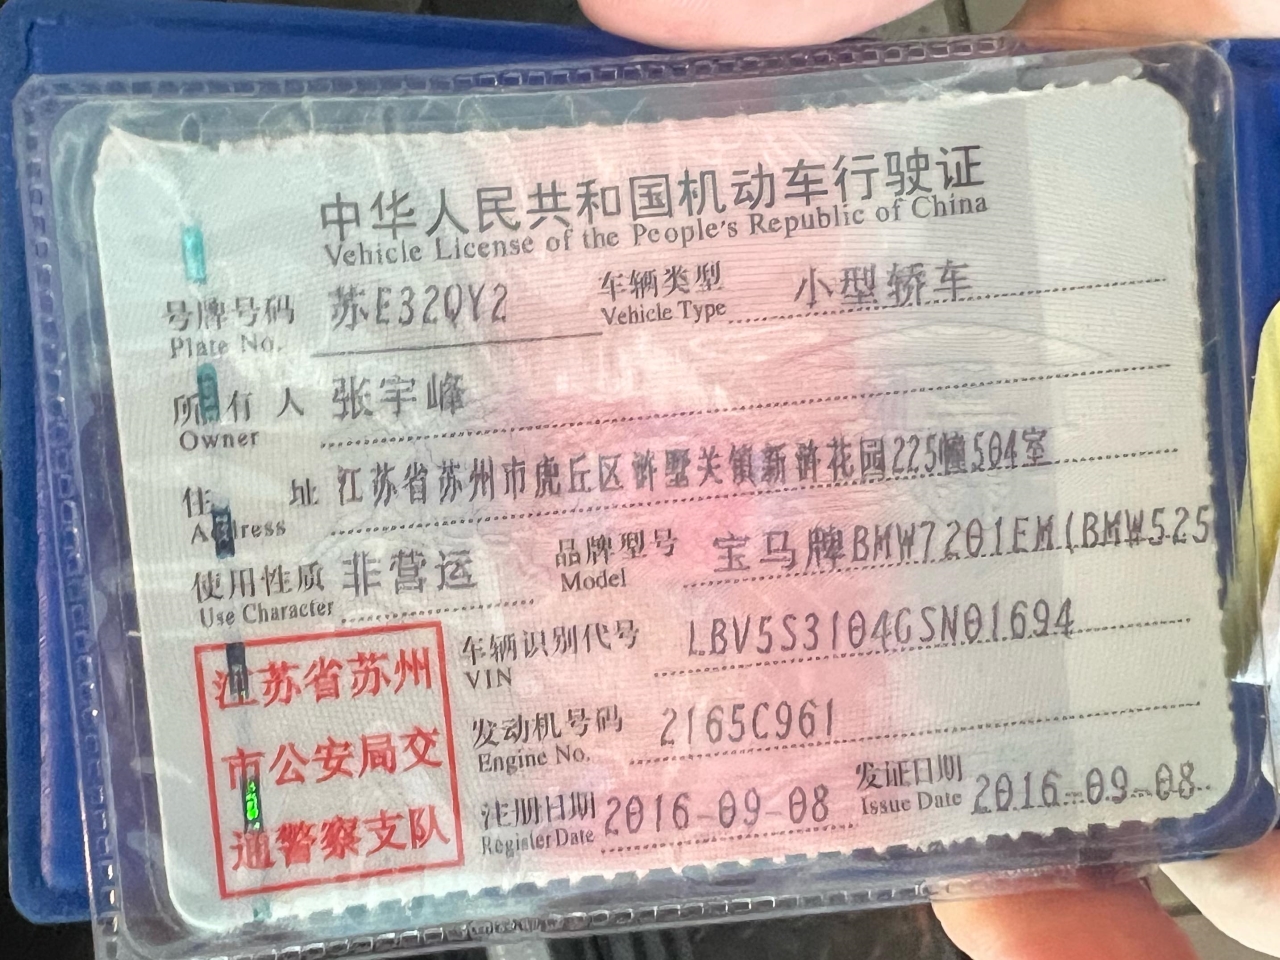 中华人民共和国机动车行驶证
Vehicle License of the People's Republic of China
号牌号码 苏E32QY2 车辆类型 小型轿车
Plate No. Vehicle Type
所有人 张宇峰
Owner
住址 江苏省苏州市虎丘区浒墅关镇新浒花园225幢504室
Address
使用性质 非营运 品牌型号 宝马牌BMW7201EM(BMW525
Use Character Model
车辆识别代号 LBV5S3104GSN01694
VIN
发动机号码 2165C961
Engine No.
注册日期 2016-09-08 发证日期 2016-09-08
Register Date Issue Date
江苏省苏州
市公安局交
通警察支队